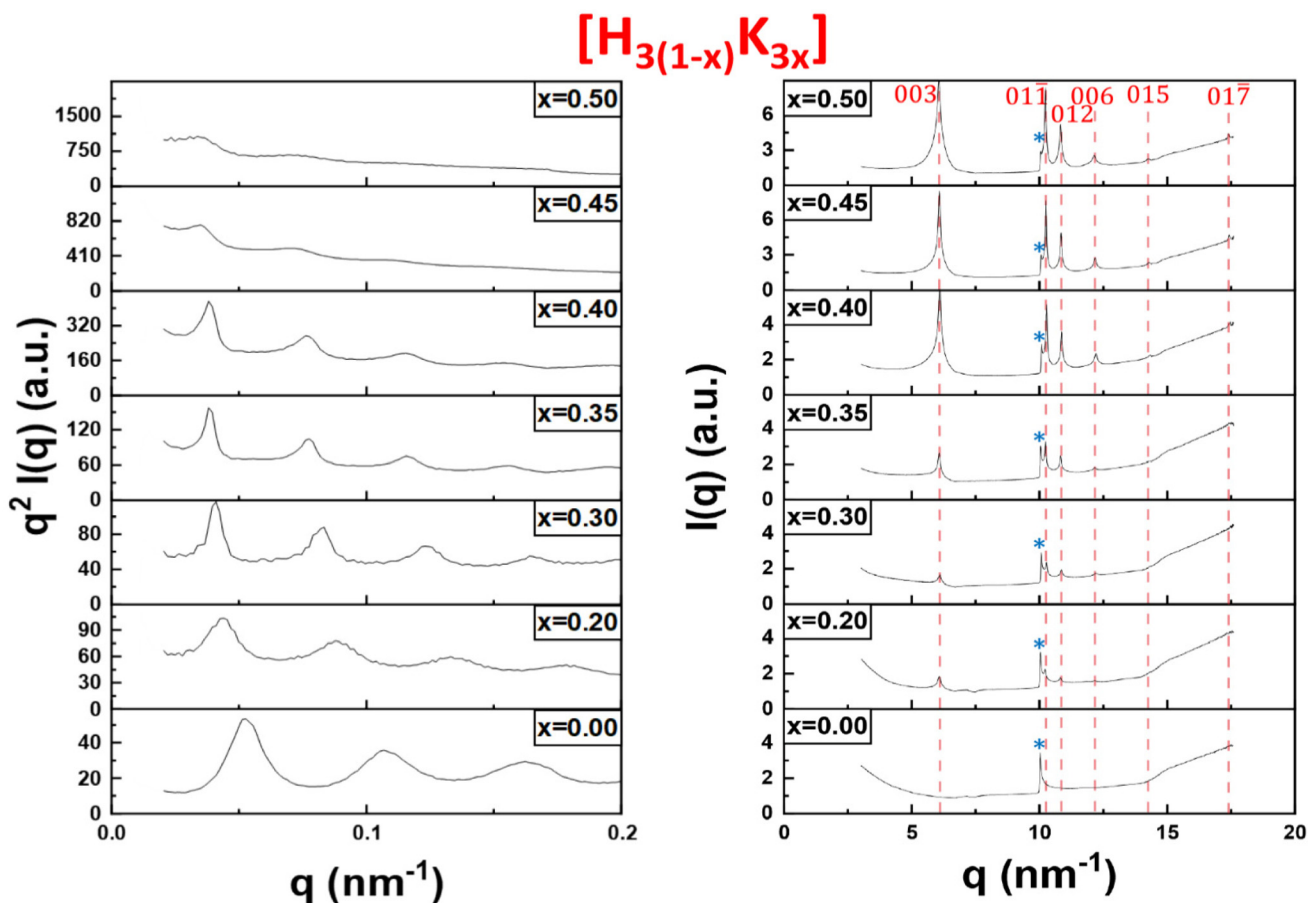 [H3(1-x)K3x]
q2 I(q) (a.u.)
x=0.50
1500
750
0
x=0.45
820
410
0
x=0.40
320
160
0
x=0.35
120
60
0
x=0.30
80
40
0
x=0.20
90
60
30
0
x=0.00
40
20
0
0.0 0.1 0.2
q (nm-1)
I(q) (a.u.)
003 011̅ 012 006 015 017̅
x=0.50
*
6
3
0
x=0.45
*
6
3
0
x=0.40
*
4
2
0
x=0.35
*
4
2
0
x=0.30
*
4
2
0
x=0.20
*
4
2
0
x=0.00
*
4
2
0
0 5 10 15 20
q (nm-1)